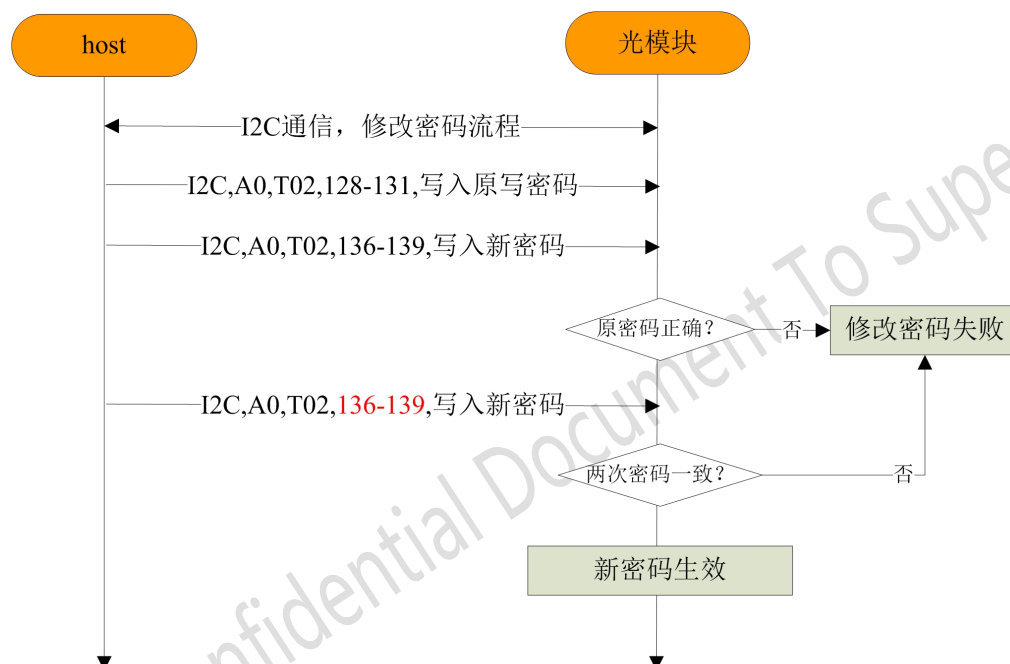 host
光模块
I2C通信，修改密码流程
I2C,A0,T02,128-131,写入原写密码
I2C,A0,T02,136-139,写入新密码
原密码正确？
否
修改密码失败
I2C,A0,T02,136-139,写入新密码
两次密码一致？
否
新密码生效
nfidential Document To Supe